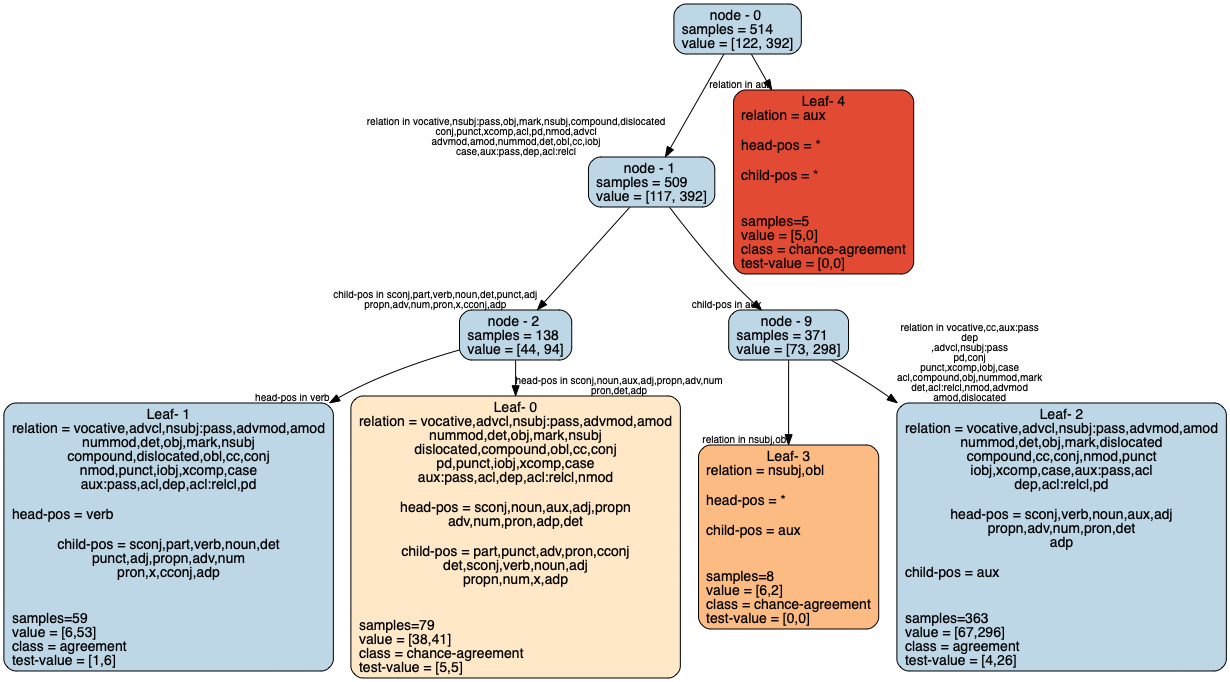 node - 0
samples = 514
value = [122, 392]
relation in aux
relation in vocative,nsubj:pass,obj,mark,nsubj,compound,dislocated
conj,punct,xcomp,acl,pd,nmod,advcl
advmod,amod,nummod,det,obl,cc,iobj
case,aux:pass,dep,acl:relcl
Leaf- 4
relation = aux
head-pos = *
child-pos = *
samples=5
value = [5,0]
class = chance-agreement
test-value = [0,0]
node - 1
samples = 509
value = [117, 392]
child-pos in sconj,part,verb,noun,det,punct,adj
propn,adv,num,pron,x,cconj,adp
child-pos in aux
node - 2
samples = 138
value = [44, 94]
node - 9
samples = 371
value = [73, 298]
relation in vocative,cc,aux:pass
dep
,advcl,nsubj:pass
pd,conj
punct,xcomp,iobj,case
acl,compound,obj,nummod,mark
det,acl:relcl,nmod,advmod
amod,dislocated
head-pos in verb
head-pos in sconj,noun,aux,adj,propn,adv,num
pron,det,adp
relation in nsubj,obl
Leaf- 1
relation = vocative,advcl,nsubj:pass,advmod,amod
nummod,det,obj,mark,nsubj
compound,dislocated,obl,cc,conj
nmod,punct,iobj,xcomp,case
aux:pass,acl,dep,acl:relcl,pd
head-pos = verb
child-pos = sconj,part,verb,noun,det
punct,adj,propn,adv,num
pron,x,cconj,adp
samples=59
value = [6,53]
class = agreement
test-value = [1,6]
Leaf- 0
relation = vocative,advcl,nsubj:pass,advmod,amod
nummod,det,obj,mark,nsubj
dislocated,compound,obl,cc,conj
pd,punct,iobj,xcomp,case
aux:pass,acl,dep,acl:relcl,nmod
head-pos = sconj,noun,aux,adj,propn
adv,num,pron,adp,det
child-pos = part,punct,adv,pron,cconj
det,sconj,verb,noun,adj
propn,num,x,adp
samples=79
value = [38,41]
class = chance-agreement
test-value = [5,5]
Leaf- 3
relation = nsubj,obl
head-pos = *
child-pos = aux
samples=8
value = [6,2]
class = chance-agreement
test-value = [0,0]
Leaf- 2
relation = vocative,advcl,nsubj:pass,advmod,amod
nummod,det,obj,mark,dislocated
compound,cc,conj,nmod,punct
iobj,xcomp,case,aux:pass,acl
dep,acl:relcl,pd
head-pos = sconj,verb,noun,aux,adj
propn,adv,num,pron,det
adp
child-pos = aux
samples=363
value = [67,296]
class = agreement
test-value = [4,26]